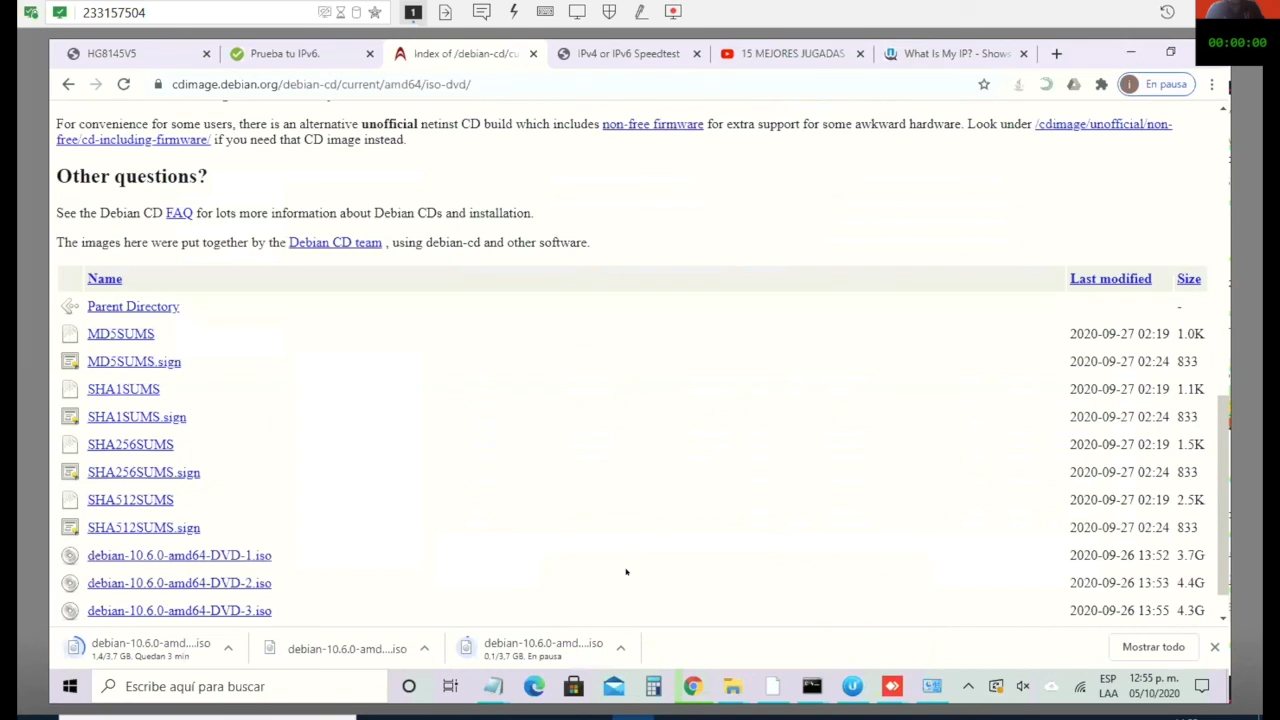 233157504
1
00:00:00
HG8145V5
Prueba tu IPv6.
Index of /debian-cd/cu
IPv4 or IPv6 Speedtest
15 MEJORES JUGADAS
What Is My IP? - Shows
cdimage.debian.org/debian-cd/current/amd64/iso-dvd/
i
En pausa
For convenience for some users, there is an alternative unofficial netinst CD build which includes non-free firmware for extra support for some awkward hardware. Look under /cdimage/unofficial/non-
free/cd-including-firmware/ if you need that CD image instead.
Other questions?
See the Debian CD FAQ for lots more information about Debian CDs and installation.
The images here were put together by the Debian CD team , using debian-cd and other software.
Name Last modified Size
Parent Directory -
MD5SUMS 2020-09-27 02:19 1.0K
MD5SUMS.sign 2020-09-27 02:24 833
SHA1SUMS 2020-09-27 02:19 1.1K
SHA1SUMS.sign 2020-09-27 02:24 833
SHA256SUMS 2020-09-27 02:19 1.5K
SHA256SUMS.sign 2020-09-27 02:24 833
SHA512SUMS 2020-09-27 02:19 2.5K
SHA512SUMS.sign 2020-09-27 02:24 833
debian-10.6.0-amd64-DVD-1.iso 2020-09-26 13:52 3.7G
debian-10.6.0-amd64-DVD-2.iso 2020-09-26 13:53 4.4G
debian-10.6.0-amd64-DVD-3.iso 2020-09-26 13:55 4.3G
debian-10.6.0-amd....iso
1,4/3,7 GB. Quedan 3 min
debian-10.6.0-amd....iso
debian-10.6.0-amd....iso
0,1/3,7 GB. En pausa
Mostrar todo
Escribe aquí para buscar
ESP
LAA
12:55 p. m.
05/10/2020